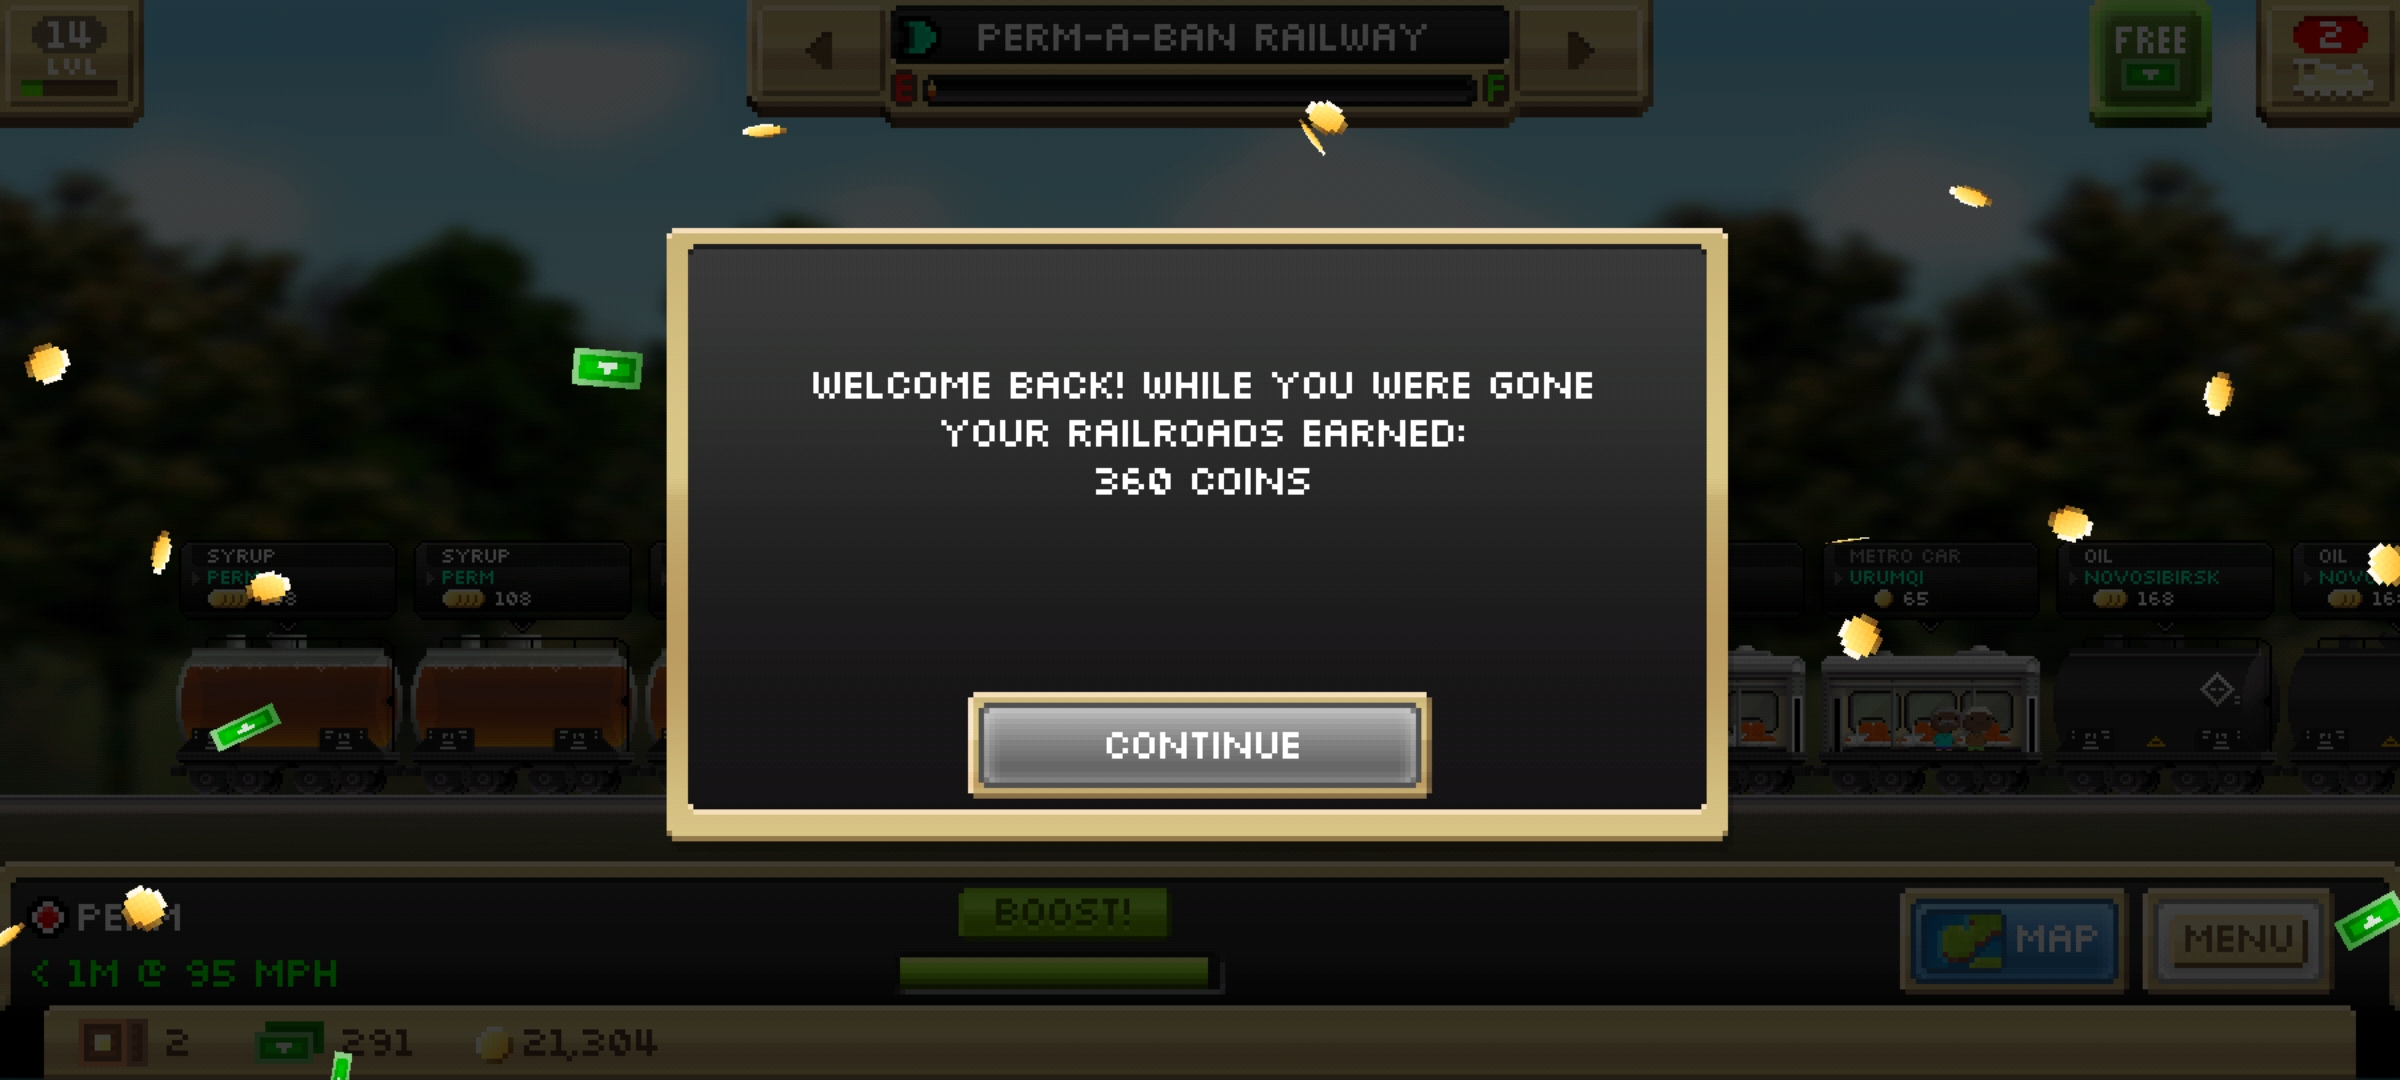 14
LVL
PERM-A-BAN RAILWAY
E
F
FREE
2
WELCOME BACK! WHILE YOU WERE GONE
YOUR RAILROADS EARNED:
360 COINS
CONTINUE
SYRUP
PERM
SYRUP
PERM
108
METRO CAR
URUMQI
65
OIL
NOVOSIBIRSK
168
OIL
PERM
< 1M @ 95 MPH
BOOST!
MAP
MENU
2
291
21,304